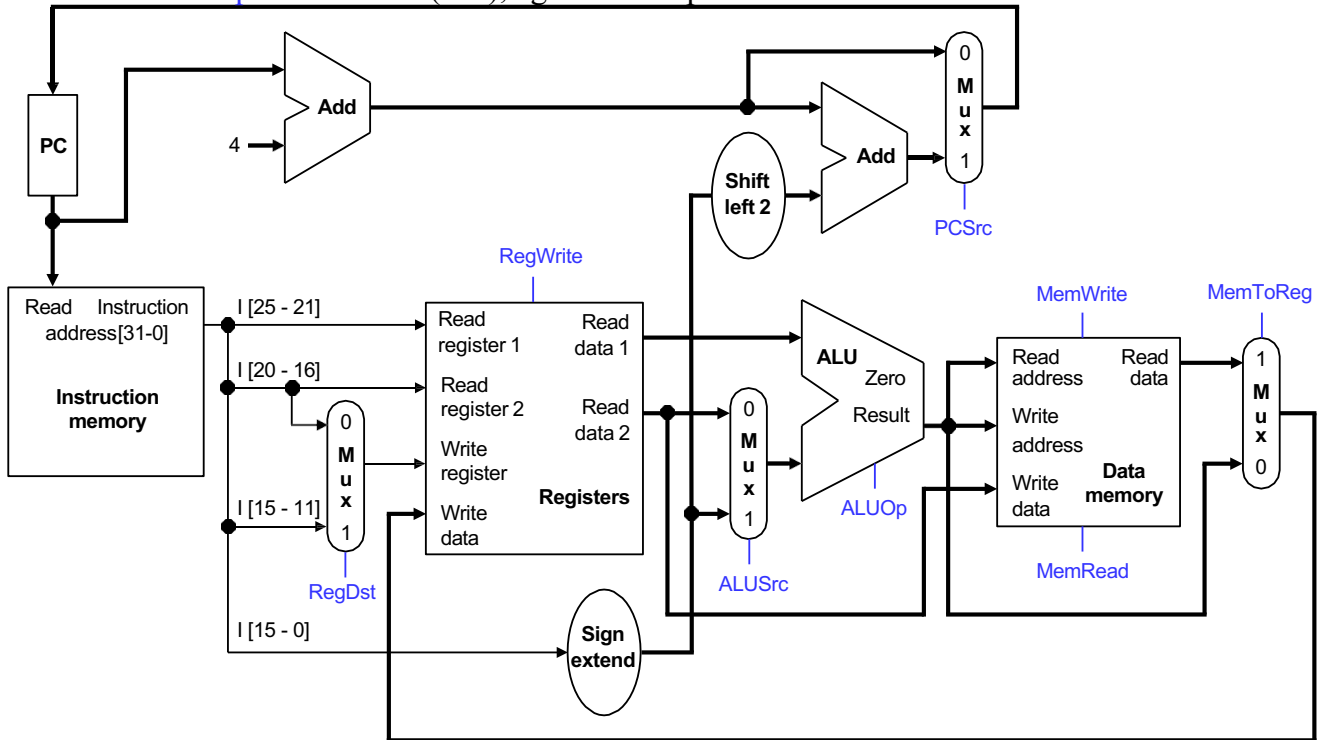 0
M
u
x
1
Add
4
PC
Add
Shift
left 2
PCSrc
RegWrite
MemWrite
MemToReg
Read Instruction
address[31-0]
Instruction
memory
I [25 - 21]
I [20 - 16]
I [15 - 11]
I [15 - 0]
0
M
u
x
1
RegDst
Read
register 1
Read
register 2
Write
register
Write
data
Read
data 1
Read
data 2
Registers
0
M
u
x
1
ALUSrc
ALU
Zero
Result
ALUOp
Read
address
Write
address
Write
data
Read
data
Data
memory
MemRead
1
M
u
x
0
Sign
extend